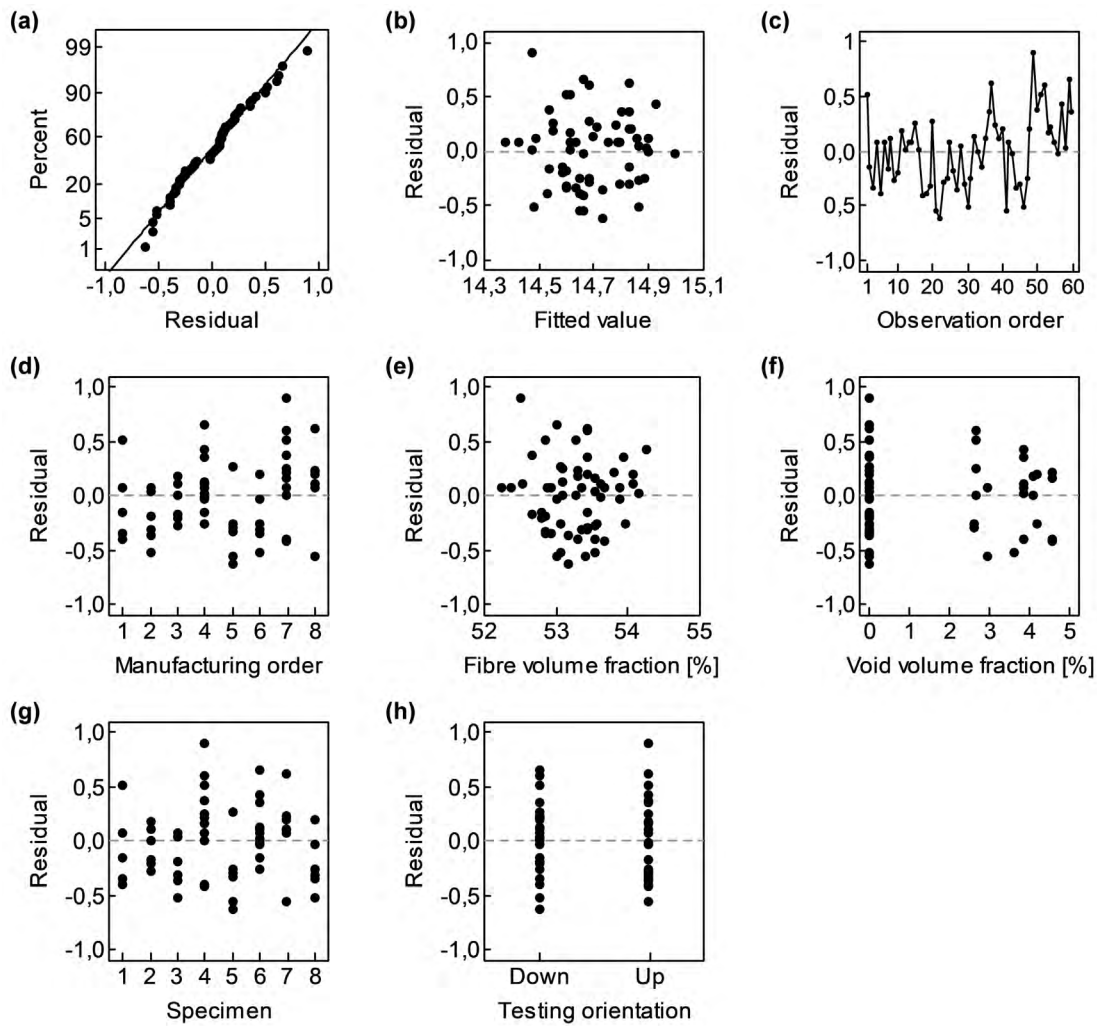 (a)
99
90
60
20
5
1
Percent
-1,0 -0,5 0,0 0,5 1,0
Residual
(b)
1,0
0,5
0,0
-0,5
-1,0
Residual
14,3 14,5 14,7 14,9 15,1
Fitted value
(c)
1
0,5
0,0
0,5
-1,0
Residual
1 10 20 30 40 50 60
Observation order
(d)
1,0
0,5
0,0
-0,5
-1,0
Residual
1 2 3 4 5 6 7 8
Manufacturing order
(e)
1,0
0,5
0,0
-0,5
-1,0
Residual
52 53 54 55
Fibre volume fraction [%]
(f)
1,0
0,5
0,0
-0,5
-1,0
Residual
0 1 2 3 4 5
Void volume fraction [%]
(g)
1,0
0,5
0,0
-0,5
-1,0
Residual
1 2 3 4 5 6 7 8
Specimen
(h)
1,0
0,5
0,0
-0,5
-1,0
Residual
Down Up
Testing orientation